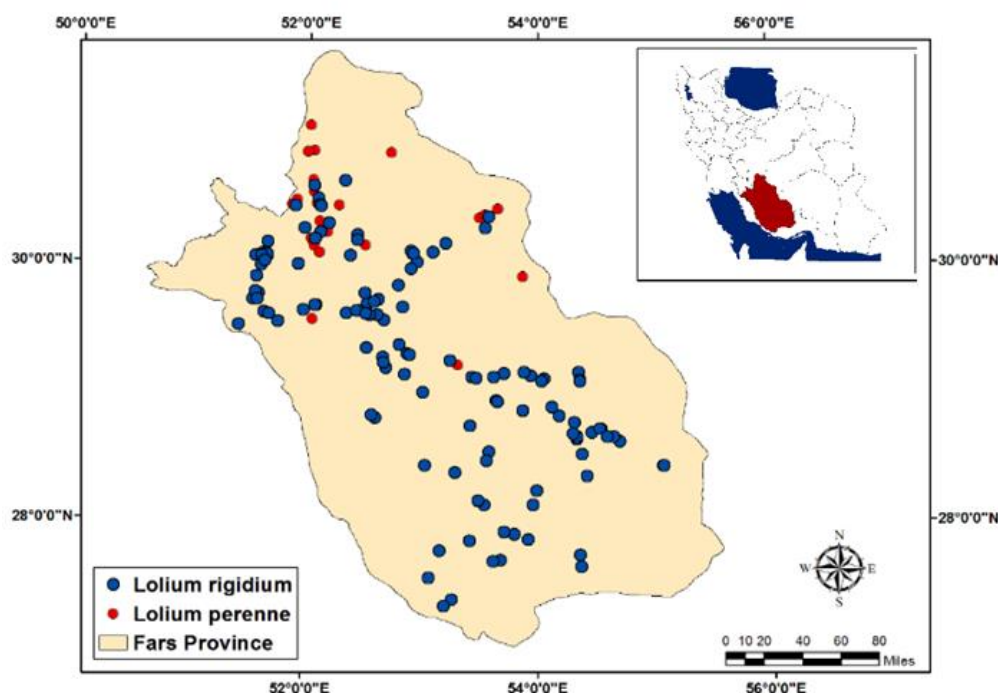 50°0'0"E 52°0'0"E 54°0'0"E 56°0'0"E
30°0'0"N 30°0'0"N
28°0'0"N 28°0'0"N
Lolium rigidium
Lolium perenne
Fars Province
N
W E
S
0 10 20 40 60 80
Miles
52°0'0"E 54°0'0"E 56°0'0"E